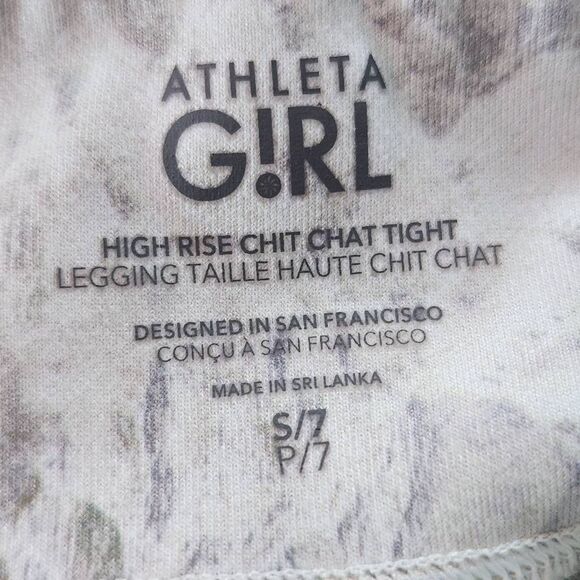 ATHLETA
G!RL
HIGH RISE CHIT CHAT TIGHT
LEGGING TAILLE HAUTE CHIT CHAT
DESIGNED IN SAN FRANCISCO
CONÇU À SAN FRANCISCO
MADE IN SRI LANKA
S/7
P/7